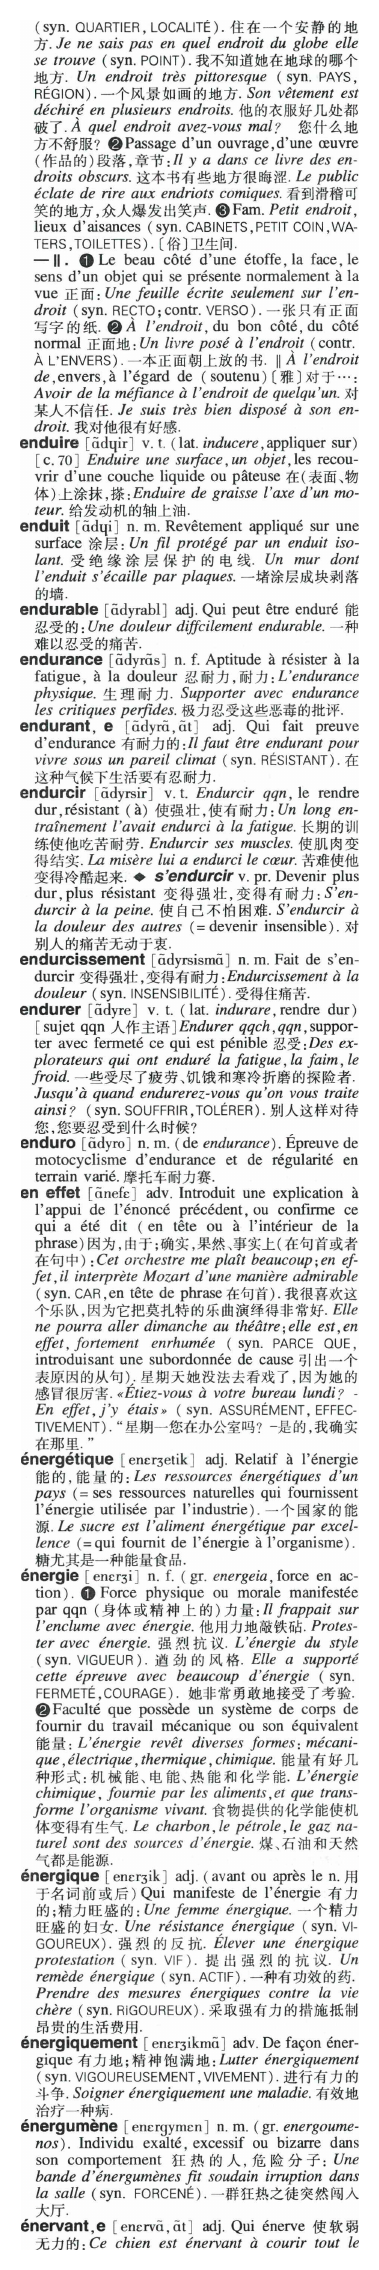 (syn. QUARTIER, LOCALITÉ). 住在一个安静的地
方. Je ne sais pas en quel endroit du globe elle
se trouve (syn. POINT). 我不知道她在地球的哪个
地方. Un endroit très pittoresque (syn. PAYS,
RÉGION). 一个风景如画的地方. Son vêtement est
déchiré en plusieurs endroits. 他的衣服好几处都
破了. À quel endroit avez-vous mal? 您什么地
方不舒服? ❷ Passage d'un ouvrage, d'une œuvre
(作品的)段落,章节: Il y a dans ce livre des en-
droits obscurs. 这本书有些地方很晦涩. Le public
éclate de rire aux endriots comiques. 看到滑稽可
笑的地方,众人爆发出笑声. ❸ Fam. Petit endroit,
lieux d'aisances (syn. CABINETS, PETIT COIN, WA-
TERS, TOILETTES). 〔俗〕卫生间.
— II. ❶ Le beau côté d'une étoffe, la face, le
sens d'un objet qui se présente normalement à la
vue 正面: Une feuille écrite seulement sur l'en-
droit (syn. RECTO; contr. VERSO). 一张只有正面
写字的纸. ❷ À l'endroit, du bon côté, du côté
normal 正面地: Un livre posé à l'endroit (contr.
À L'ENVERS). 一本正面朝上放的书. ‖ À l'endroit
de, envers, à l'égard de (soutenu)〔雅〕对于…:
Avoir de la méfiance à l'endroit de quelqu'un. 对
某人不信任. Je suis très bien disposé à son en-
droit. 我对他很有好感.
enduire [ãdɥir] v. t. (lat. inducere, appliquer sur)
[c. 70] Enduire une surface, un objet, les recou-
vrir d'une couche liquide ou pâteuse 在(表面、物
体)上涂抹,搽: Enduire de graisse l'axe d'un mo-
teur. 给发动机的轴上油.
enduit [ãdɥi] n. m. Revêtement appliqué sur une
surface 涂层: Un fil protégé par un enduit iso-
lant. 受绝缘涂层保护的电线. Un mur dont
l'enduit s'écaille par plaques. 一堵涂层成块剥落
的墙.
endurable [ãdyrabl] adj. Qui peut être enduré 能
忍受的: Une douleur diffcilement endurable. 一种
难以忍受的痛苦.
endurance [ãdyrãs] n. f. Aptitude à résister à la
fatigue, à la douleur 忍耐力,耐力: L'endurance
physique. 生理耐力. Supporter avec endurance
les critiques perfides. 极力忍受这些恶毒的批评.
endurant, e [ãdyrã, ãt] adj. Qui fait preuve
d'endurance 有耐力的: Il faut être endurant pour
vivre sous un pareil climat (syn. RÉSISTANT). 在
这种气候下生活要有忍耐力.
endurcir [ãdyrsir] v. t. Endurcir qqn, le rendre
dur, résistant (à) 使强壮,使有耐力: Un long en-
traînement l'avait endurci à la fatigue. 长期的训
练使他吃苦耐劳. Endurcir ses muscles. 使肌肉变
得结实. La misère lui a endurci le cœur. 苦难使他
变得冷酷起来. ◆ s'endurcir v. pr. Devenir plus
dur, plus résistant 变得强壮,变得有耐力: S'en-
durcir à la peine. 使自己不怕困难. S'endurcir à
la douleur des autres (= devenir insensible). 对
别人的痛苦无动于衷.
endurcissement [ãdyrsismã] n. m. Fait de s'en-
durcir 变得强壮,变得有耐力: Endurcissement à la
douleur (syn. INSENSIBILITÉ). 受得住痛苦.
endurer [ãdyre] v. t. (lat. indurare, rendre dur)
[sujet qqn 人作主语] Endurer qqch, qqn, suppor-
ter avec fermeté ce qui est pénible 忍受: Des ex-
plorateurs qui ont enduré la fatigue, la faim, le
froid. 一些受尽了疲劳、饥饿和寒冷折磨的探险者.
Jusqu'à quand endurerez-vous qu'on vous traite
ainsi? (syn. SOUFFRIR, TOLÉRER). 别人这样对待
您,您要忍受到什么时候?
enduro [ãdyro] n. m. (de endurance). Épreuve de
motocyclisme d'endurance et de régularité en
terrain varié. 摩托车耐力赛.
en effet [ãnefɛ] adv. Introduit une explication à
l'appui de l'énoncé précédent, ou confirme ce
qui a été dit (en tête ou à l'intérieur de la
phrase)因为,由于;确实,果然、事实上(在句首或者
在句中): Cet orchestre me plaît beaucoup; en ef-
fet, il interprète Mozart d'une manière admirable
(syn. CAR, en tête de phrase 在句首). 我很喜欢这
个乐队,因为它把莫扎特的乐曲演绎得非常好. Elle
ne pourra aller dimanche au théâtre; elle est, en
effet, fortement enrhumée (syn. PARCE QUE,
introduisant une subordonnée de cause 引出一个
表原因的从句). 星期天她没法去看戏了,因为她的
感冒很厉害. «Étiez-vous à votre bureau lundi? -
En effet, j'y étais» (syn. ASSURÉMENT, EFFEC-
TIVEMENT). “星期一您在办公室吗? -是的,我确实
在那里.”
énergétique [enɛrʒetik] adj. Relatif à l'énergie
能的,能量的: Les ressources énergétiques d'un
pays (= ses ressources naturelles qui fournissent
l'énergie utilisée par l'industrie). 一个国家的能
源. Le sucre est l'aliment énergétique par excel-
lence (= qui fournit de l'énergie à l'organisme).
糖尤其是一种能量食品.
énergie [enɛrʒi] n. f. (gr. energeia, force en ac-
tion). ❶ Force physique ou morale manifestée
par qqn (身体或精神上的)力量: Il frappait sur
l'enclume avec énergie. 他用力地敲铁砧. Protes-
ter avec énergie. 强烈抗议. L'énergie du style
(syn. VIGUEUR). 遒劲的风格. Elle a supporté
cette épreuve avec beaucoup d'énergie (syn.
FERMETÉ, COURAGE). 她非常勇敢地接受了考验.
❷ Faculté que possède un système de corps de
fournir du travail mécanique ou son équivalent
能量: L'énergie revêt diverses formes: mécani-
que, électrique, thermique, chimique. 能量有好几
种形式:机械能、电能、热能和化学能. L'énergie
chimique, fournie par les aliments, et que trans-
forme l'organisme vivant. 食物提供的化学能使机
体变得有生气. Le charbon, le pétrole, le gaz na-
turel sont des sources d'énergie. 煤、石油和天然
气都是能源.
énergique [enɛrʒik] adj. (avant ou après le n. 用
于名词前或后) Qui manifeste de l'énergie 有力
的;精力旺盛的: Une femme énergique. 一个精力
旺盛的妇女. Une résistance énergique (syn. VI-
GOUREUX). 强烈的反抗. Élever une énergique
protestation (syn. VIF). 提出强烈的抗议. Un
remède énergique (syn. ACTIF). 一种有功效的药.
Prendre des mesures énergiques contre la vie
chère (syn. RIGOUREUX). 采取强有力的措施抵制
昂贵的生活费用.
énergiquement [enɛrʒikmã] adv. De façon éner-
gique 有力地;精神饱满地: Lutter énergiquement
(syn. VIGOUREUSEMENT, VIVEMENT). 进行有力的
斗争. Soigner énergiquement une maladie. 有效地
治疗一种病.
énergumène [enɛrgymɛn] n. m. (gr. energoume-
nos). Individu exalté, excessif ou bizarre dans
son comportement 狂热的人,危险分子: Une
bande d'énergumènes fit soudain irruption dans
la salle (syn. FORCENÉ). 一群狂热之徒突然闯入
大厅.
énervant, e [enɛrvã, ãt] adj. Qui énerve 使软弱
无力的: Ce chien est énervant à courir tout le